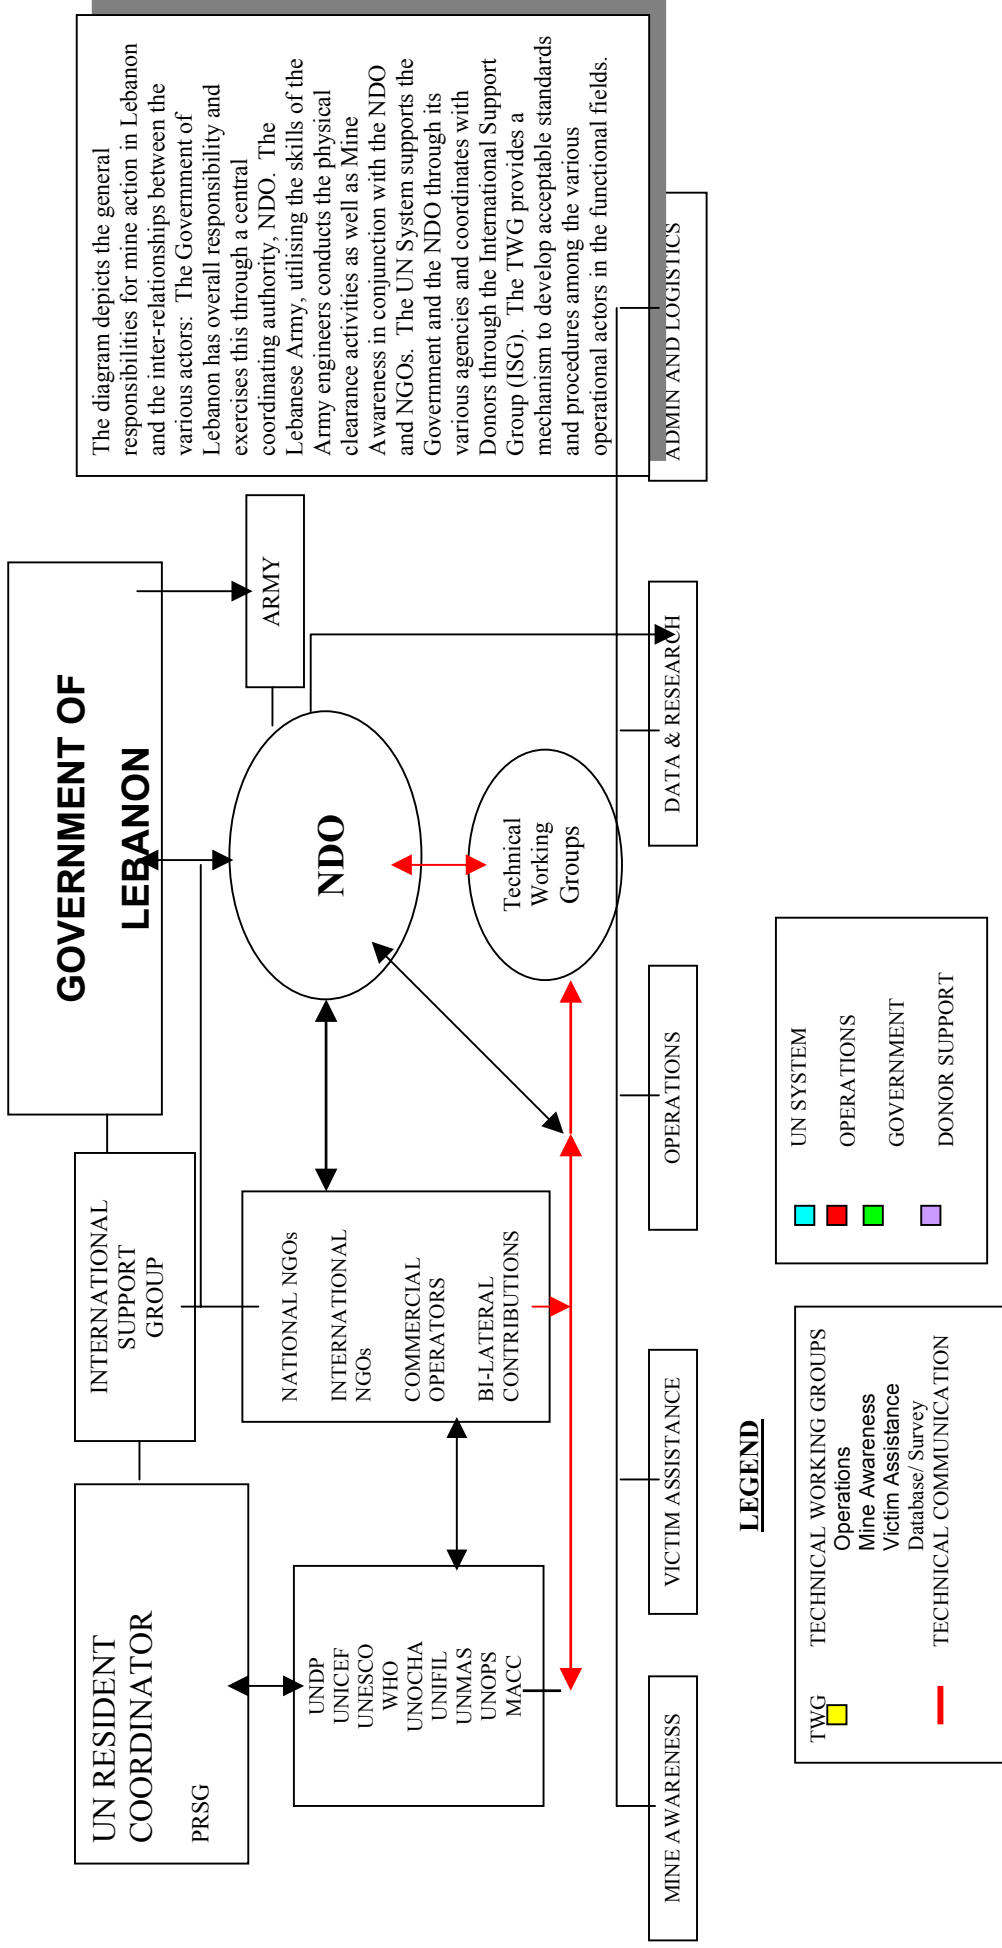 UN RESIDENT
COORDINATOR
PRSG
INTERNATIONAL
SUPPORT
GROUP
GOVERNMENT OF
LEBANON
The diagram depicts the general
responsibilities for mine action in Lebanon
and the inter-relationships between the
various actors: The Government of
Lebanon has overall responsibility and
exercises this through a central
coordinating authority, NDO. The
Lebanese Army, utilising the skills of the
Army engineers conducts the physical
clearance activities as well as Mine
Awareness in conjunction with the NDO
and NGOs. The UN System supports the
Government and the NDO through its
various agencies and coordinates with
Donors through the International Support
Group (ISG). The TWG provides a
mechanism to develop acceptable standards
and procedures among the various
operational actors in the functional fields.
UNDP
UNICEF
UNESCO
WHO
UNOCHA
UNIFIL
UNMAS
UNOPS
MACC
NATIONAL NGOs
INTERNATIONAL
NGOs
COMMERCIAL
OPERATORS
BI-LATERAL
CONTRIBUTIONS
NDO
ARMY
Technical
Working
Groups
MINE AWARENESS
VICTIM ASSISTANCE
OPERATIONS
DATA & RESEARCH
ADMIN AND LOGISTICS
LEGEND
TWG TECHNICAL WORKING GROUPS
Operations
Mine Awareness
Victim Assistance
Database/ Survey
TECHNICAL COMMUNICATION
UN SYSTEM
OPERATIONS
GOVERNMENT
DONOR SUPPORT